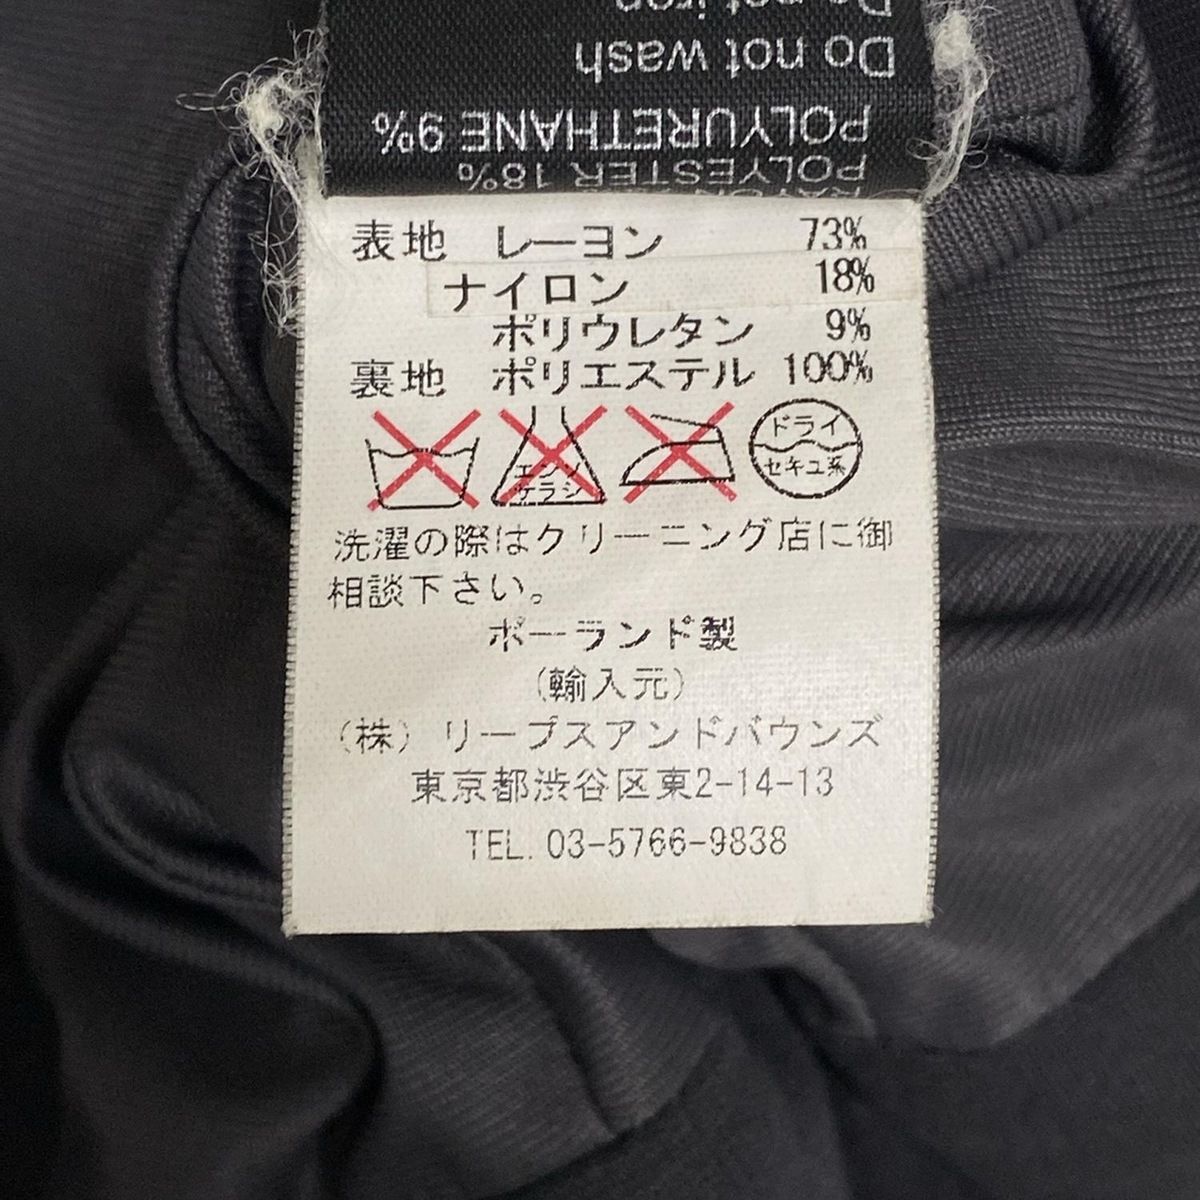 Do not iron
Do not wash
POLYURETHANE 9%
POLYESTER 18%
表地 レーヨン 73%
ナイロン 18%
ポリウレタン 9%
裏地 ポリエステル 100%
エンソ
ケラシ
ドライ
セキユ系
洗濯の際はクリーニング店に御
相談下さい。
ポーランド製
(輸入元)
(株) リープスアンドバウンズ
東京都渋谷区東2-14-13
TEL. 03-5766-9838